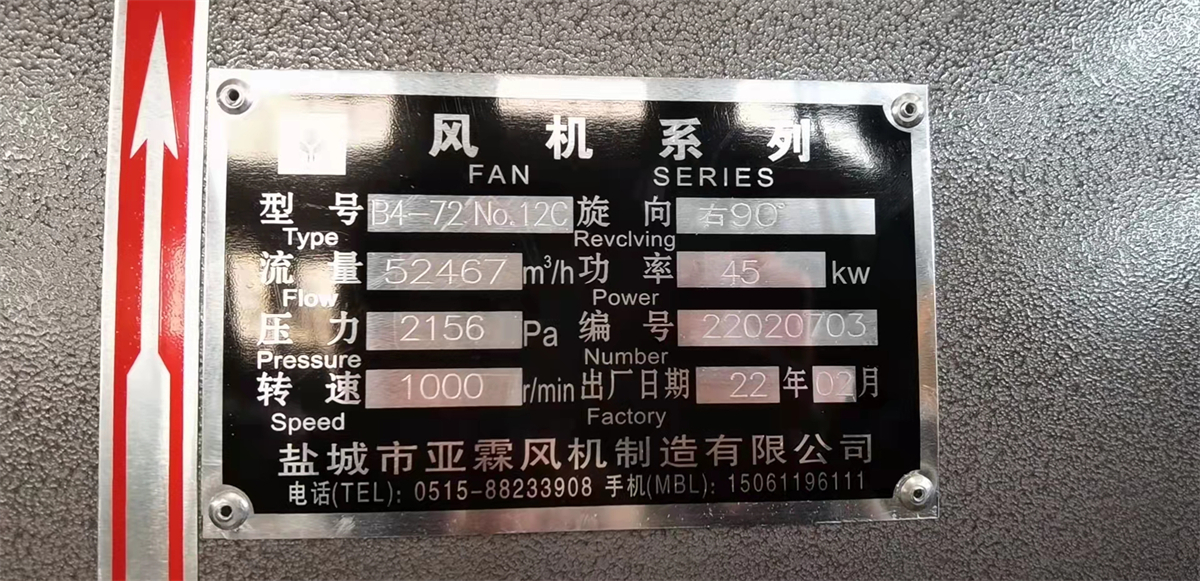 风机系列
FAN SERIES
型号 B4-72 No.12C 旋向 右90°
Type Revclving
流量 52467 m³/h 功率 45 kw
Flow Power
压力 2156 Pa 编号 22020703
Pressure Number
转速 1000 r/min 出厂日期 22 年 02 月
Speed Factory
盐城市亚霖风机制造有限公司
电话(TEL): 0515-88233908 手机(MBL): 15061196111